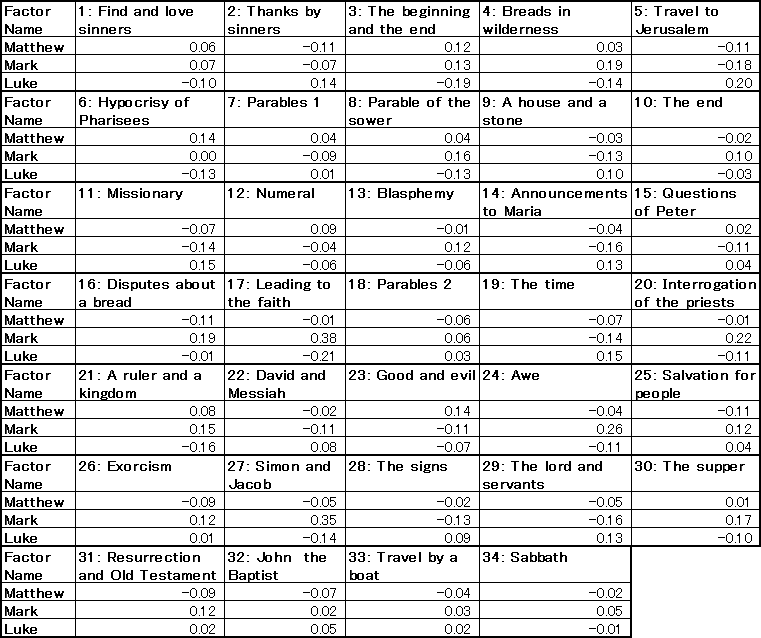 Factor 1: Find and love 2: Thanks by 3: The beginning 4: Breads in 5: Travel to
Name sinners sinners and the end wilderness Jerusalem
Matthew 0.06 −0.11 0.12 0.03 −0.11
Mark 0.07 −0.07 0.13 0.19 −0.18
Luke −0.10 0.14 −0.19 −0.14 0.20
Factor 6: Hypocrisy of 7: Parables 1 8: Parable of the 9: A house and a 10: The end
Name Pharisees sower stone
Matthew 0.14 0.04 0.04 −0.03 −0.02
Mark 0.00 −0.09 0.16 −0.13 0.10
Luke −0.13 0.01 −0.13 0.10 −0.03
Factor 11: Missionary 12: Numeral 13: Blasphemy 14: Announcements 15: Questions
Name to Maria of Peter
Matthew −0.07 0.09 −0.01 −0.04 0.02
Mark −0.14 −0.04 0.12 −0.16 −0.11
Luke 0.15 −0.06 −0.06 0.13 0.04
Factor 16: Disputes about 17: Leading to 18: Parables 2 19: The time 20: Interrogation
Name a bread the faith of the priests
Matthew −0.11 −0.01 −0.06 −0.07 −0.01
Mark 0.19 0.38 0.06 −0.14 0.22
Luke −0.01 −0.21 0.03 0.15 −0.11
Factor 21: A ruler and a 22: David and 23: Good and evil 24: Awe 25: Salvation for
Name kingdom Messiah people
Matthew 0.08 −0.02 0.14 −0.04 −0.11
Mark 0.15 −0.11 −0.11 0.26 0.12
Luke −0.16 0.08 −0.07 −0.11 0.04
Factor 26: Exorcism 27: Simon and 28: The signs 29: The lord and 30: The supper
Name Jacob servants
Matthew −0.09 −0.05 −0.02 −0.05 0.01
Mark 0.12 0.35 −0.13 −0.16 0.17
Luke 0.01 −0.14 0.09 0.13 −0.10
Factor 31: Resurrection 32: John the 33: Travel by a 34: Sabbath
Name and Old Testament Baptist boat
Matthew −0.09 −0.07 −0.04 −0.02
Mark 0.12 0.02 0.03 0.05
Luke 0.02 0.05 0.02 −0.01